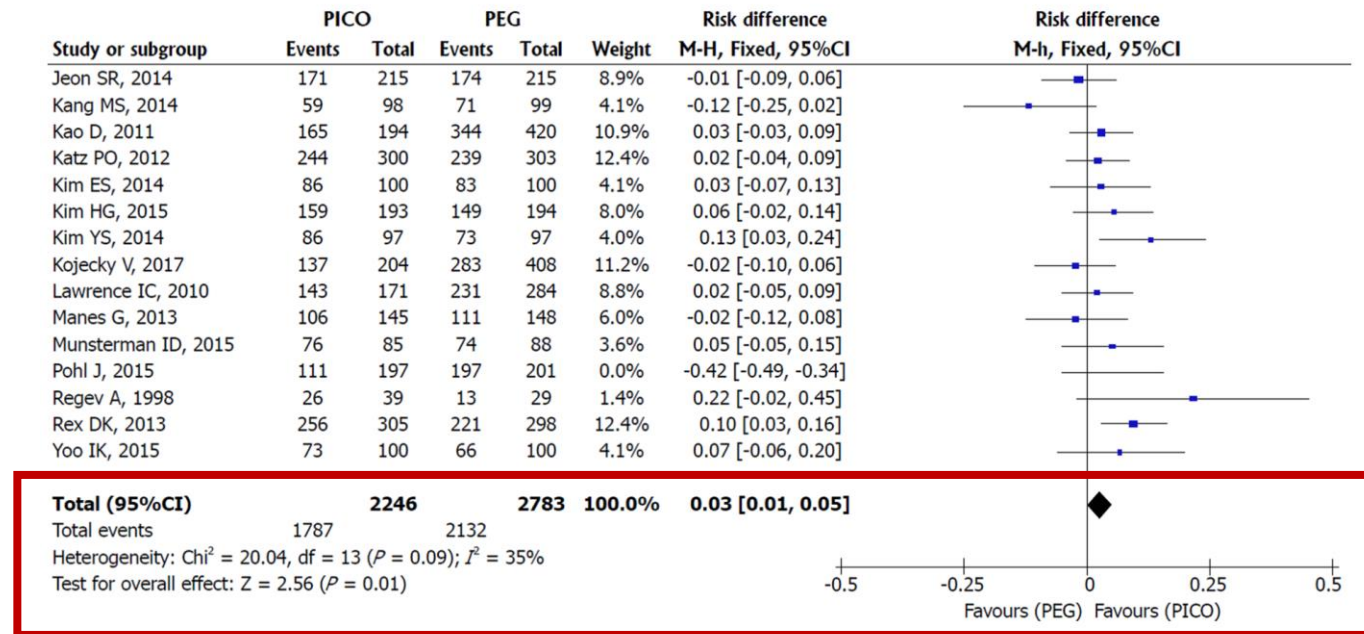 PICO PEG Risk difference Risk difference
Study or subgroup Events Total Events Total Weight M-H, Fixed, 95%CI M-h, Fixed, 95%CI
Jeon SR, 2014 171 215 174 215 8.9% -0.01 [-0.09, 0.06]
Kang MS, 2014 59 98 71 99 4.1% -0.12 [-0.25, 0.02]
Kao D, 2011 165 194 344 420 10.9% 0.03 [-0.03, 0.09]
Katz PO, 2012 244 300 239 303 12.4% 0.02 [-0.04, 0.09]
Kim ES, 2014 86 100 83 100 4.1% 0.03 [-0.07, 0.13]
Kim HG, 2015 159 193 149 194 8.0% 0.06 [-0.02, 0.14]
Kim YS, 2014 86 97 73 97 4.0% 0.13 [0.03, 0.24]
Kojecky V, 2017 137 204 283 408 11.2% -0.02 [-0.10, 0.06]
Lawrence IC, 2010 143 171 231 284 8.8% 0.02 [-0.05, 0.09]
Manes G, 2013 106 145 111 148 6.0% -0.02 [-0.12, 0.08]
Munsterman ID, 2015 76 85 74 88 3.6% 0.05 [-0.05, 0.15]
Pohl J, 2015 111 197 197 201 0.0% -0.42 [-0.49, -0.34]
Regev A, 1998 26 39 13 29 1.4% 0.22 [-0.02, 0.45]
Rex DK, 2013 256 305 221 298 12.4% 0.10 [0.03, 0.16]
Yoo IK, 2015 73 100 66 100 4.1% 0.07 [-0.06, 0.20]
Total (95%CI) 2246 2783 100.0% 0.03 [0.01, 0.05]
Total events 1787 2132
Heterogeneity: Chi² = 20.04, df = 13 (P = 0.09); I² = 35%
Test for overall effect: Z = 2.56 (P = 0.01)
-0.5 -0.25 0 0.25 0.5
Favours (PEG) Favours (PICO)